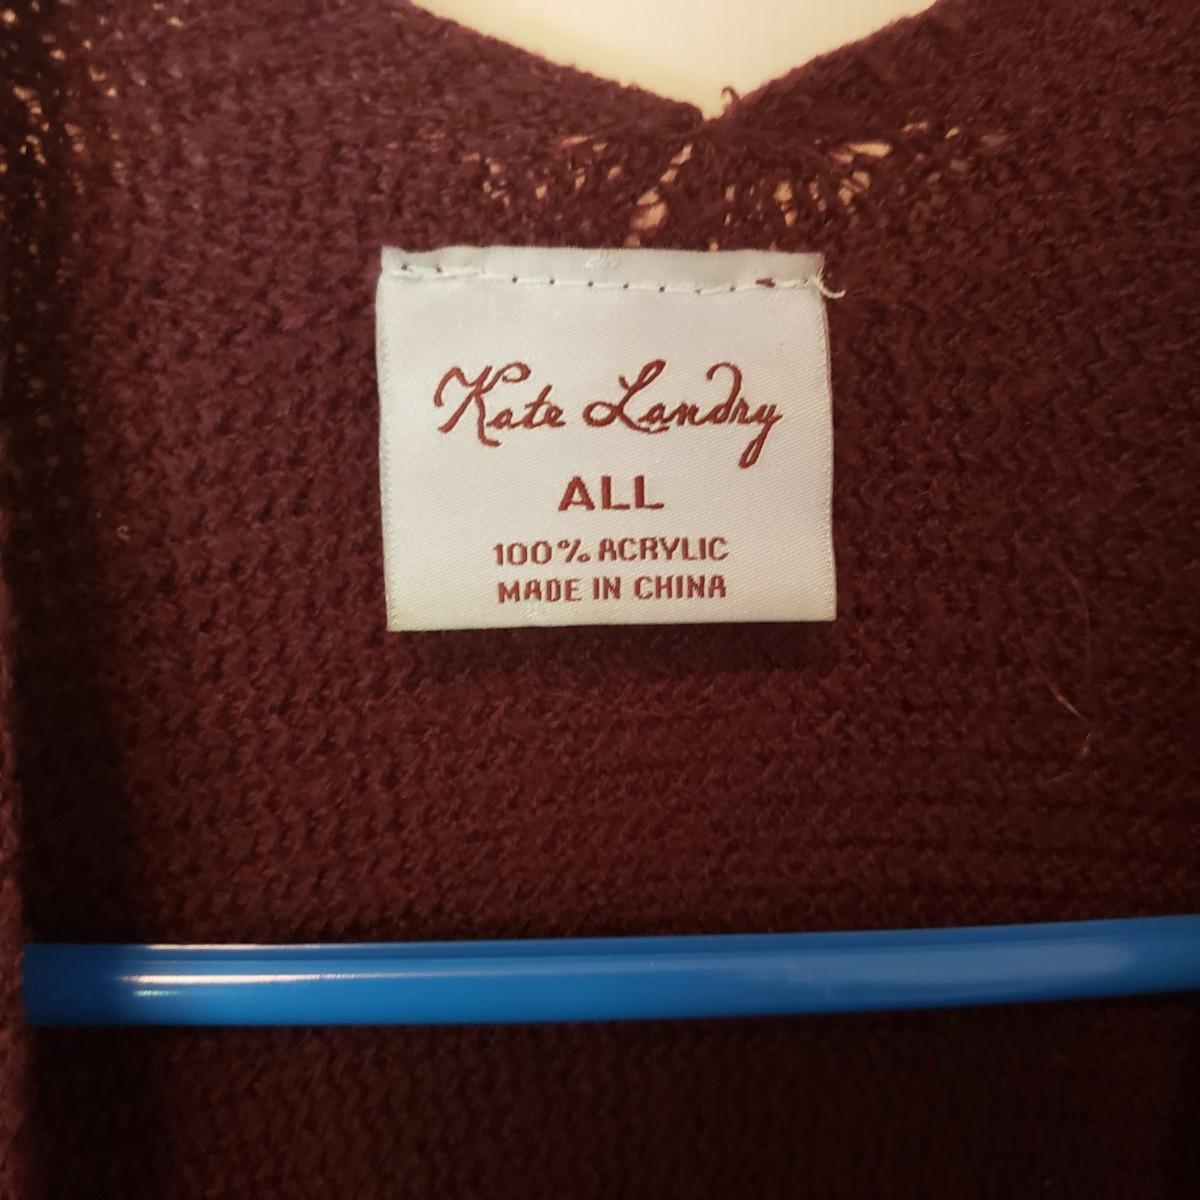 Kate Landry
ALL
100% ACRYLIC
MADE IN CHINA